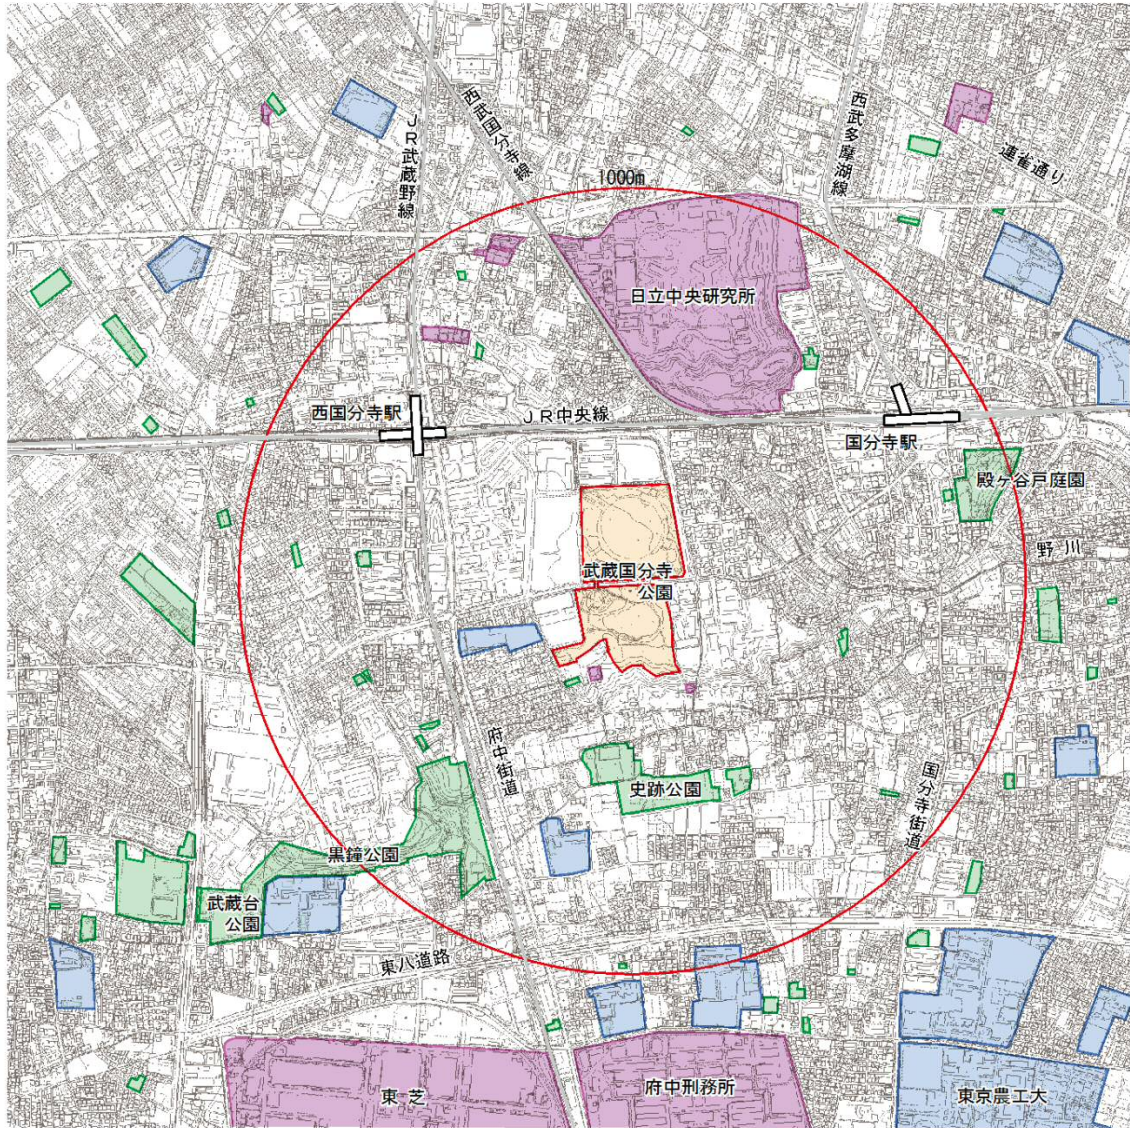 西武国分寺線
西武多摩湖線
JR武蔵野線
連雀通り
1000m
日立中央研究所
西国分寺駅
JR中央線
国分寺駅
殿ヶ谷戸庭園
野川
武蔵国分寺
公園
府中街道
史跡公園
国分寺街道
黒鐘公園
武蔵台
公園
東八道路
東芝
府中刑務所
東京農工大